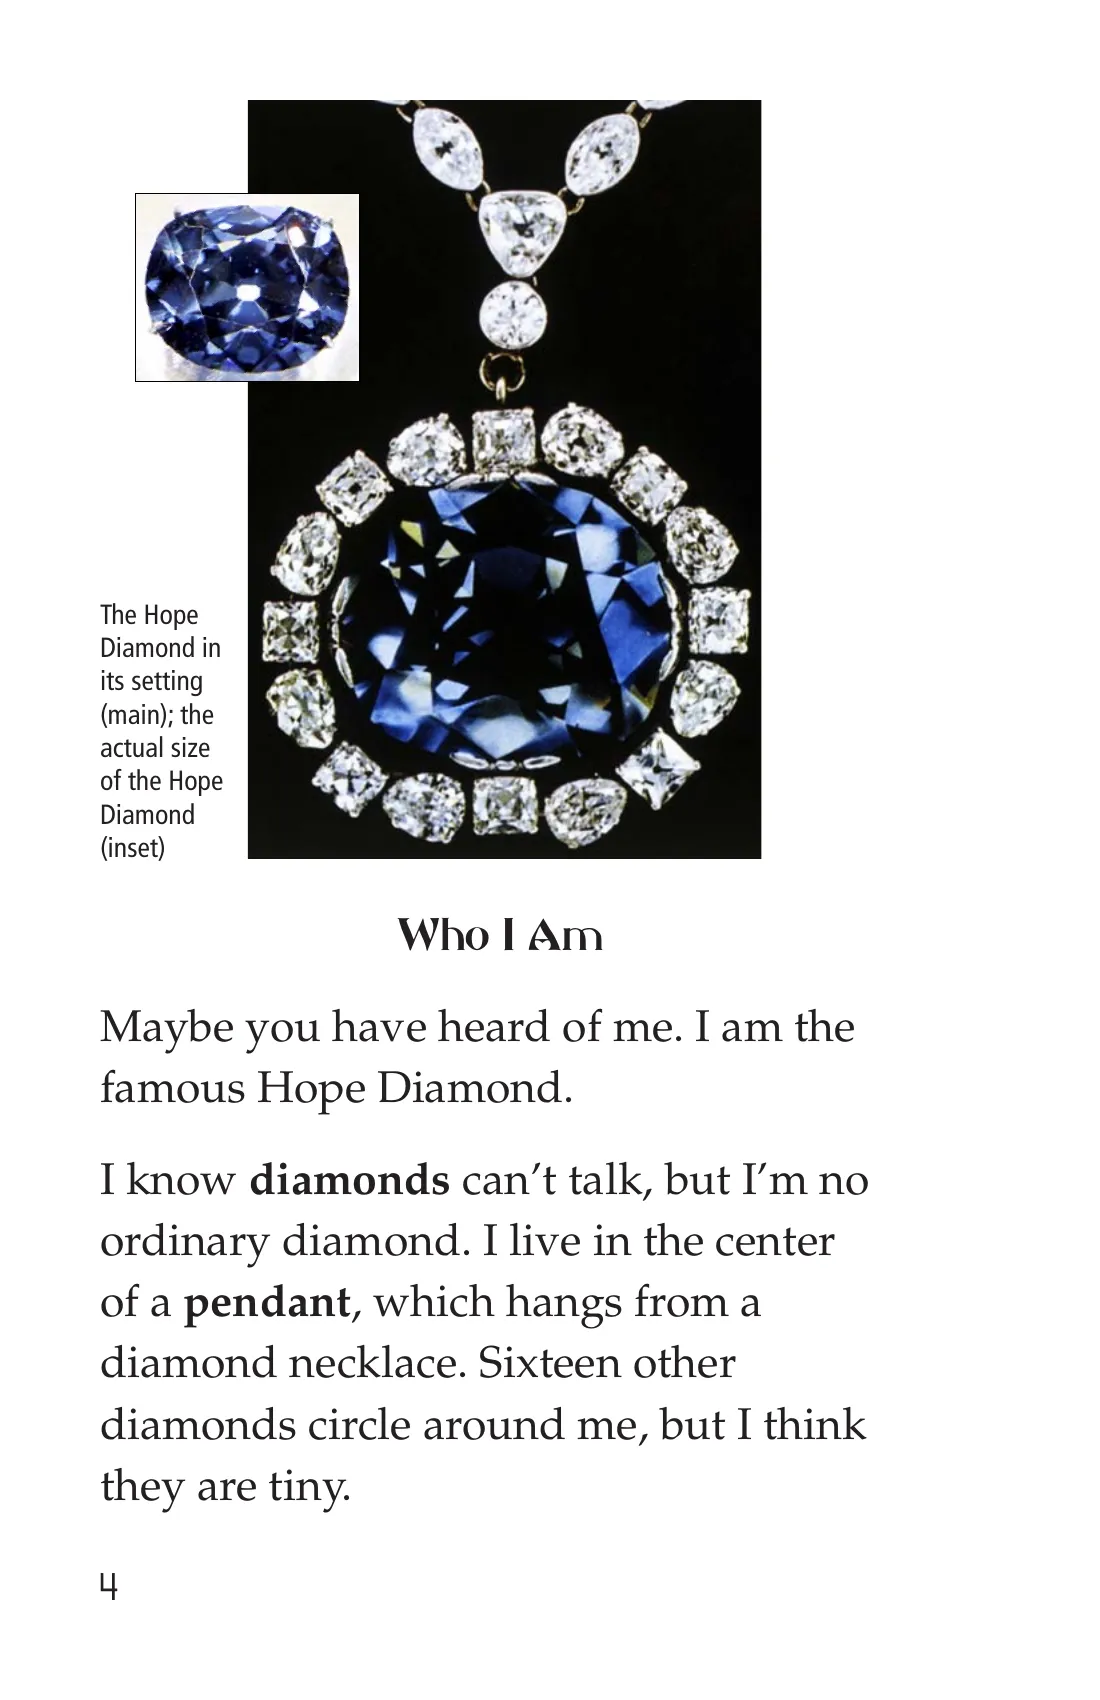 The Hope
Diamond in
its setting
(main); the
actual size
of the Hope
Diamond
(inset)
Who I Am
Maybe you have heard of me. I am the
famous Hope Diamond.
I know diamonds can’t talk, but I’m no
ordinary diamond. I live in the center
of a pendant, which hangs from a
diamond necklace. Sixteen other
diamonds circle around me, but I think
they are tiny.
4